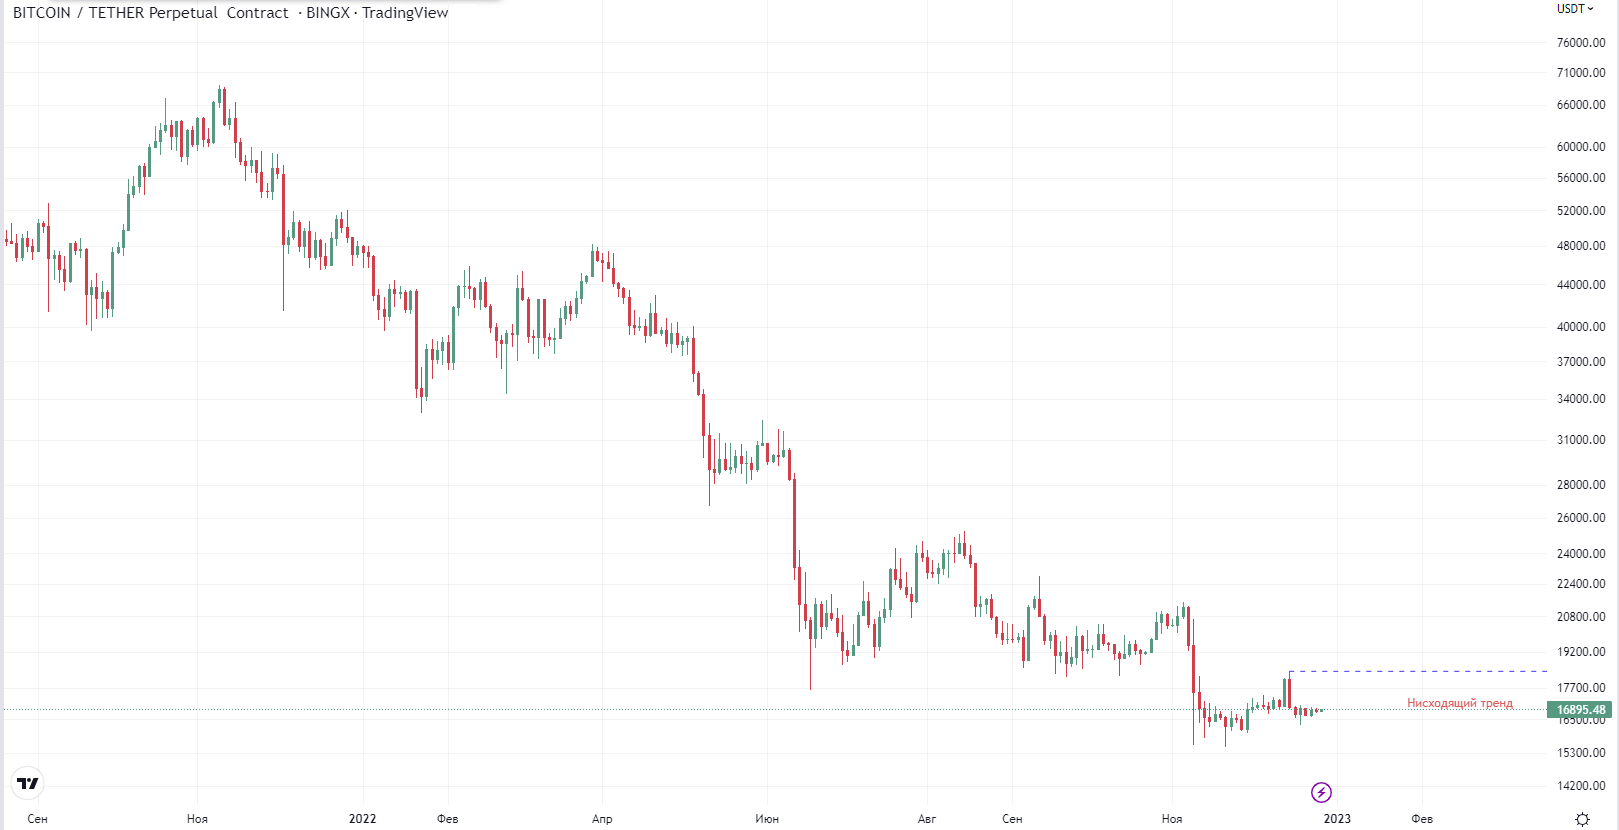 BITCOIN / TETHER Perpetual Contract · BINGX · TradingView
USDT
76000.00
71000.00
66000.00
60000.00
56000.00
52000.00
48000.00
44000.00
40000.00
37000.00
34000.00
31000.00
28000.00
26000.00
24000.00
22400.00
20800.00
19200.00
17700.00
Нисходящий тренд
16895.48
16500.00
15300.00
14200.00
Сен
Ноя
2022
Фев
Апр
Июн
Авг
Сен
Ноя
2023
Фев